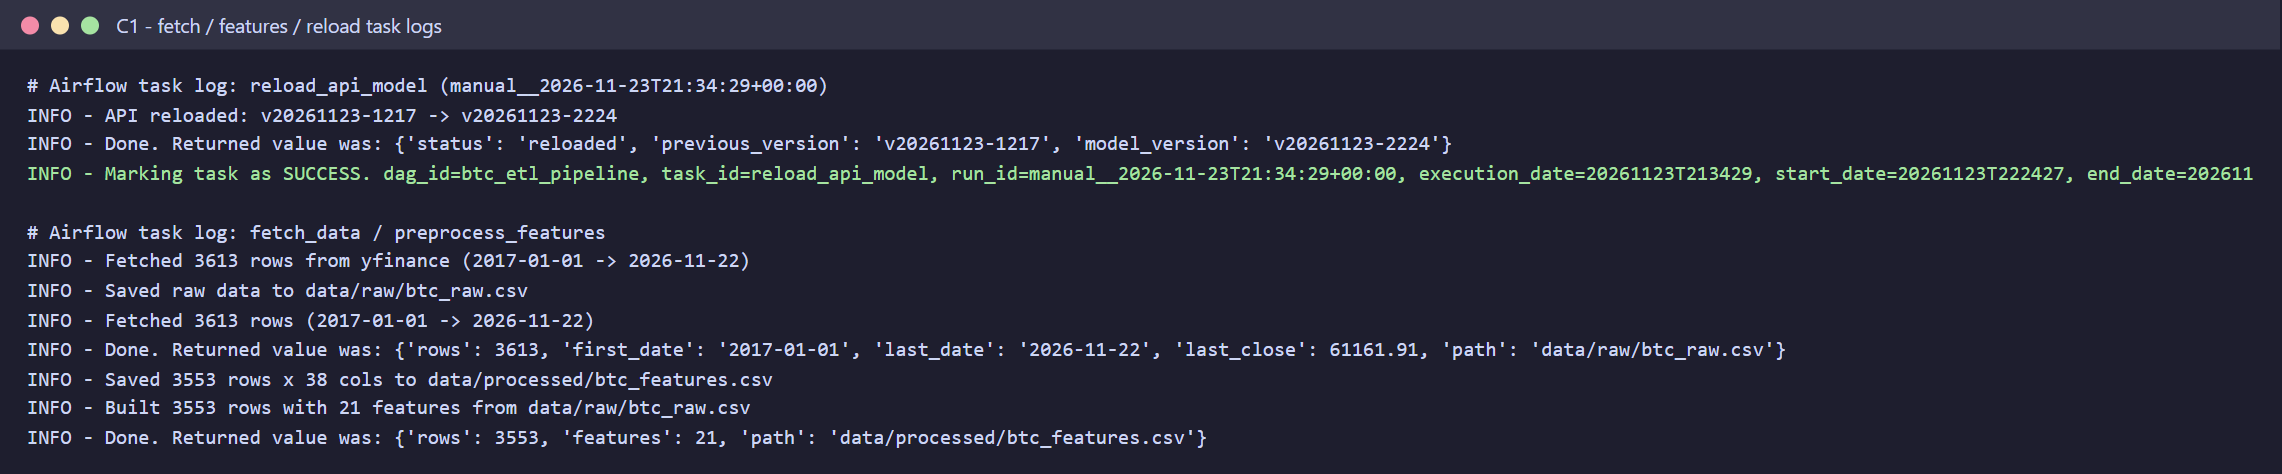 C1 - fetch / features / reload task logs
# Airflow task log: reload_api_model (manual__2026-11-23T21:34:29+00:00)
INFO - API reloaded: v20261123-1217 -> v20261123-2224
INFO - Done. Returned value was: {'status': 'reloaded', 'previous_version': 'v20261123-1217', 'model_version': 'v20261123-2224'}
INFO - Marking task as SUCCESS. dag_id=btc_etl_pipeline, task_id=reload_api_model, run_id=manual__2026-11-23T21:34:29+00:00, execution_date=20261123T213429, start_date=20261123T222427, end_date=202611
# Airflow task log: fetch_data / preprocess_features
INFO - Fetched 3613 rows from yfinance (2017-01-01 -> 2026-11-22)
INFO - Saved raw data to data/raw/btc_raw.csv
INFO - Fetched 3613 rows (2017-01-01 -> 2026-11-22)
INFO - Done. Returned value was: {'rows': 3613, 'first_date': '2017-01-01', 'last_date': '2026-11-22', 'last_close': 61161.91, 'path': 'data/raw/btc_raw.csv'}
INFO - Saved 3553 rows x 38 cols to data/processed/btc_features.csv
INFO - Built 3553 rows with 21 features from data/raw/btc_raw.csv
INFO - Done. Returned value was: {'rows': 3553, 'features': 21, 'path': 'data/processed/btc_features.csv'}